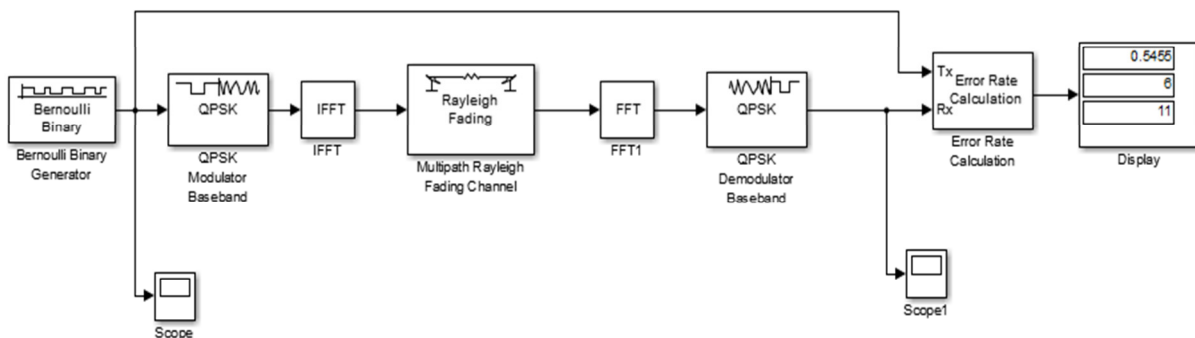 Bernoulli
Binary
Bernoulli Binary
Generator
QPSK
QPSK
Modulator
Baseband
IFFT
IFFT
Rayleigh
Fading
Multipath Rayleigh
Fading Channel
FFT
FFT1
QPSK
QPSK
Demodulator
Baseband
Tx
Rx
Error Rate
Calculation
Error Rate
Calculation
0.5455
6
11
Display
Scope
Scope1